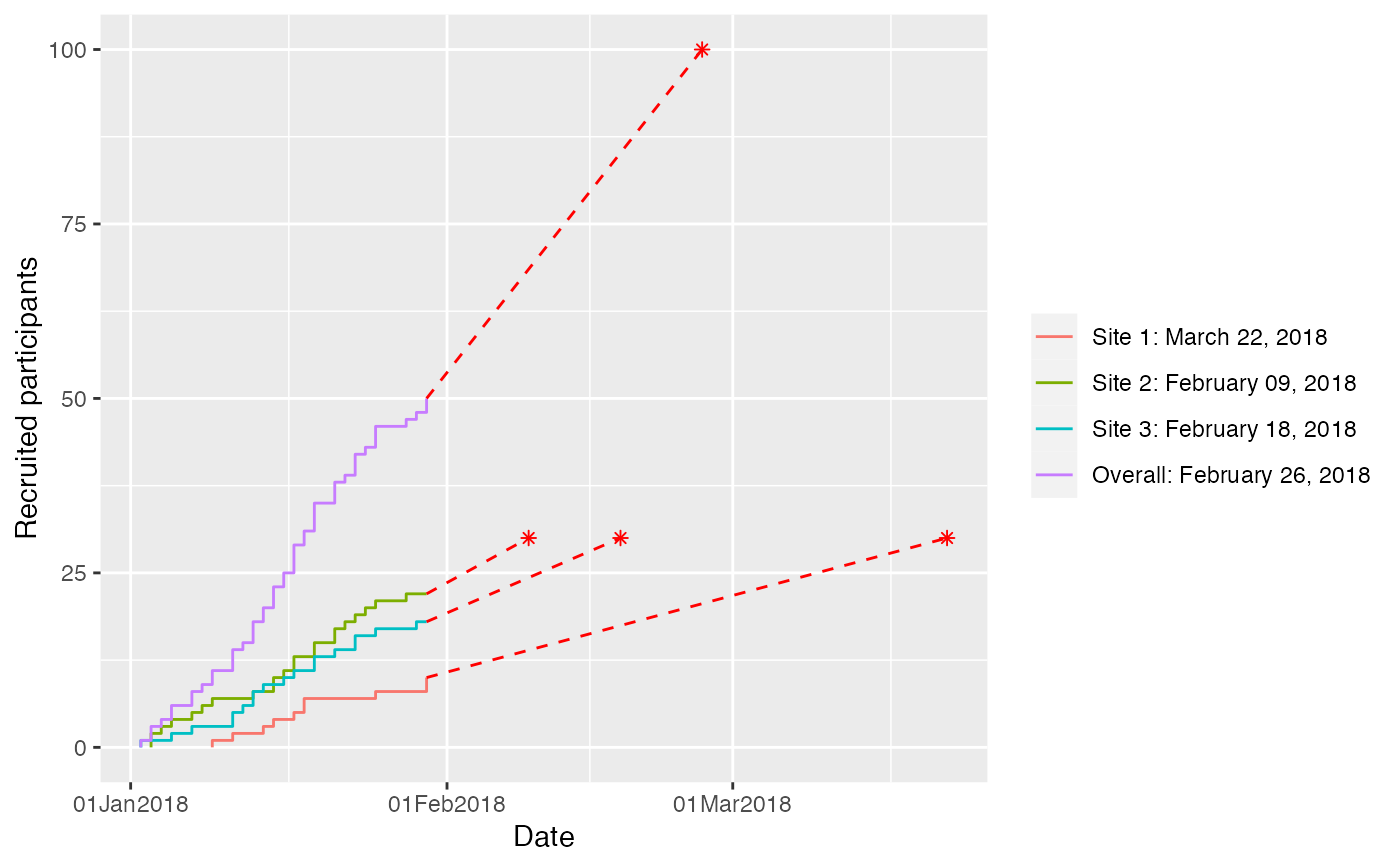 100
75
50
25
0
Recruited participants
01Jan2018
01Feb2018
01Mar2018
Date
Site 1: March 22, 2018
Site 2: February 09, 2018
Site 3: February 18, 2018
Overall: February 26, 2018